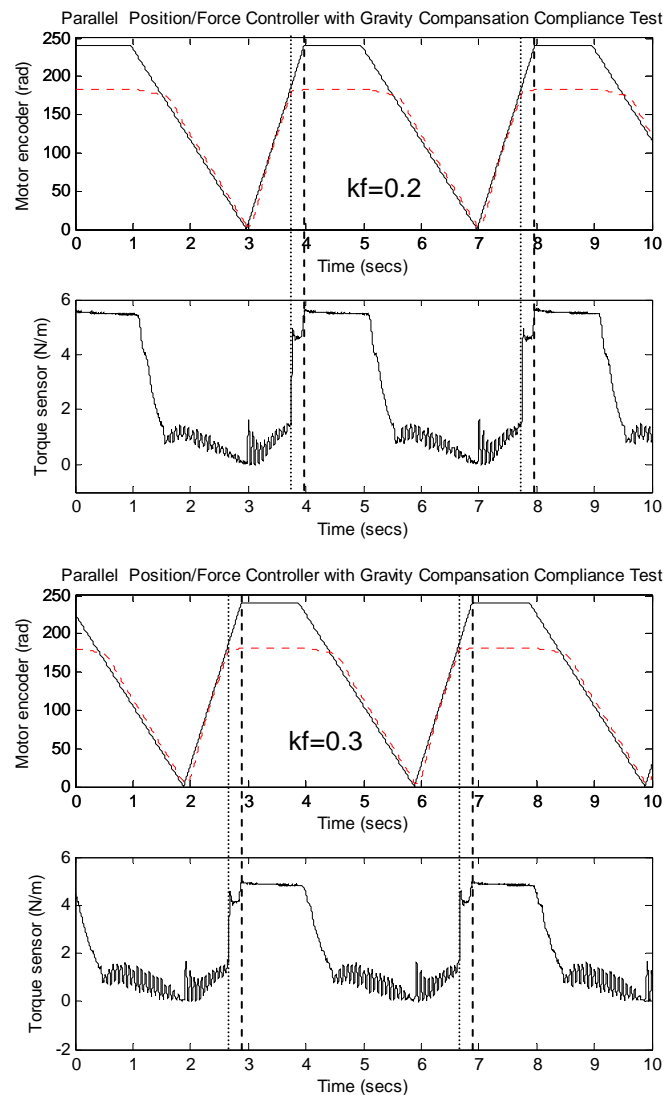 Parallel Position/Force Controller with Gravity Compansation Compliance Test
250
200
150
100
50
0
Motor encoder (rad)
kf=0.2
0 1 2 3 4 5 6 7 8 9 10
Time (secs)
6
4
2
0
Torque sensor (N/m)
0 1 2 3 4 5 6 7 8 9 10
Time (secs)
Parallel Position/Force Controller with Gravity Compansation Compliance Test
250
200
150
100
50
0
Motor encoder (rad)
kf=0.3
0 1 2 3 4 5 6 7 8 9 10
Time (secs)
6
4
2
0
-2
Torque sensor (N/m)
0 1 2 3 4 5 6 7 8 9 10
Time (secs)